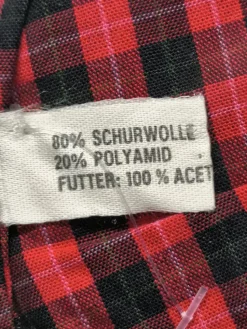 80% SCHURWOLLE
20% POLYAMID
FUTTER: 100 % ACET